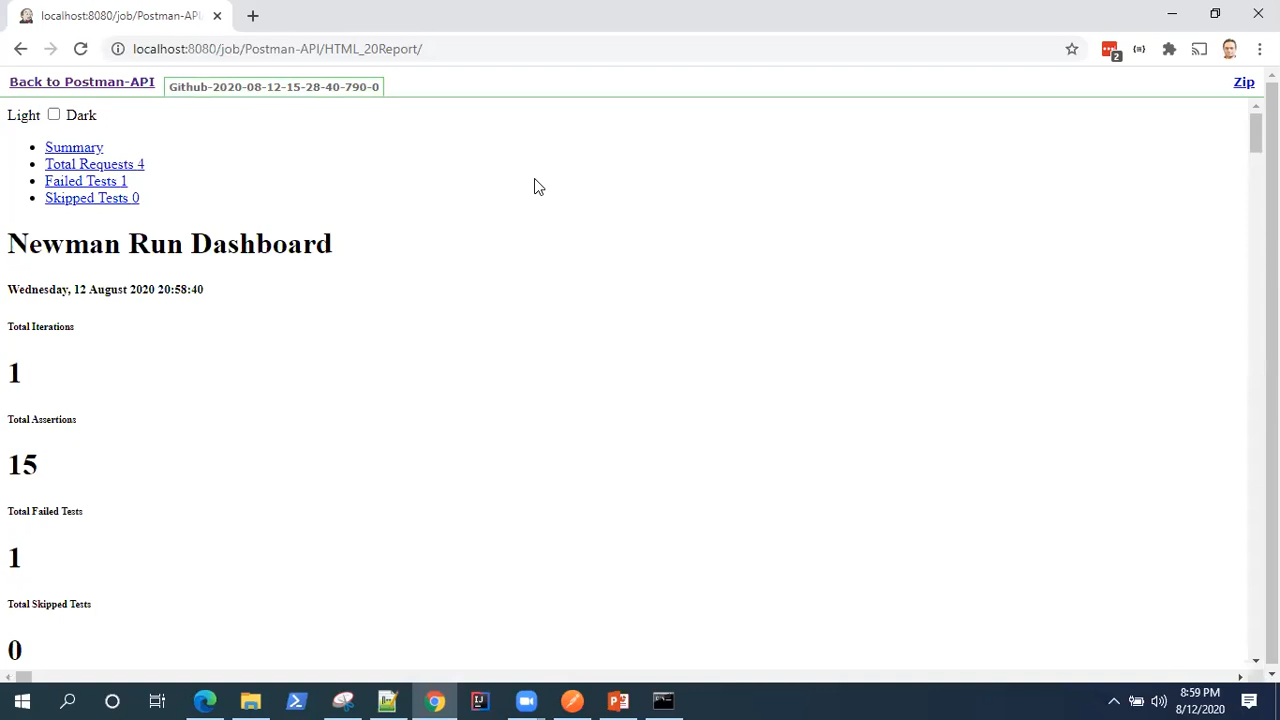 localhost:8080/job/Postman-API
localhost:8080/job/Postman-API/HTML_20Report/
2
Back to Postman-API
Github-2020-08-12-15-28-40-790-0
Zip
Light Dark
Summary
Total Requests 4
Failed Tests 1
Skipped Tests 0
Newman Run Dashboard
Wednesday, 12 August 2020 20:58:40
Total Iterations
1
Total Assertions
15
Total Failed Tests
1
Total Skipped Tests
0
8:59 PM
8/12/2020